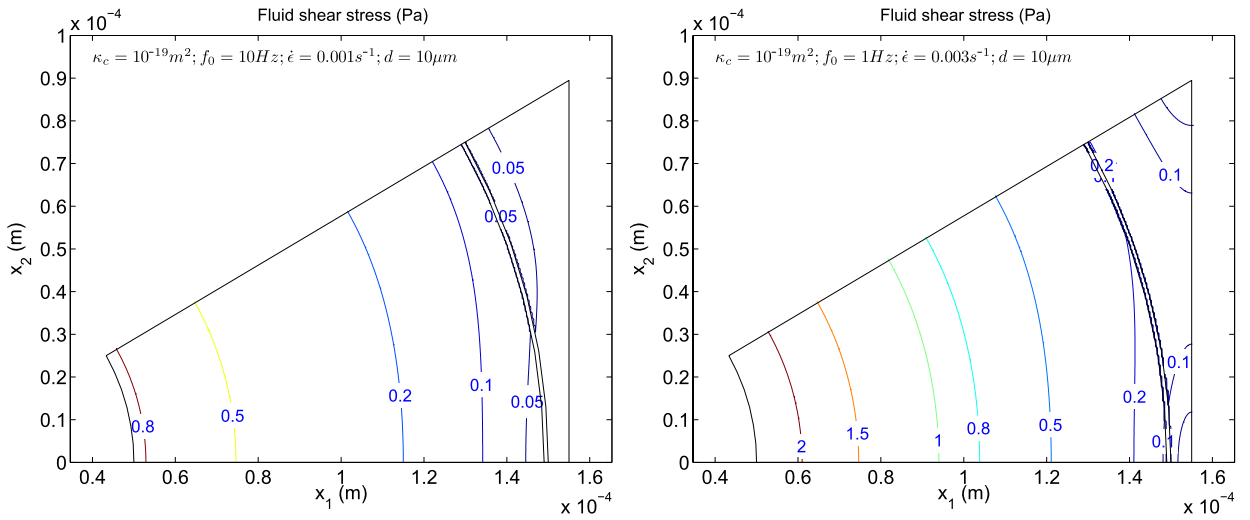 Fluid shear stress (Pa)
x 10⁻⁴
κc = 10⁻¹⁹m²; f₀ = 10Hz; ϵ̇ = 0.001s⁻¹; d = 10μm
1
0.9
0.8
0.7
0.6
0.5
0.4
0.3
0.2
0.1
0
x₂ (m)
0.05
0.05
0.05
0.1
0.2
0.5
0.8
0.4 0.6 0.8 1 1.2 1.4 1.6
x₁ (m)
x 10⁻⁴
Fluid shear stress (Pa)
x 10⁻⁴
κc = 10⁻¹⁹m²; f₀ = 1Hz; ϵ̇ = 0.003s⁻¹; d = 10μm
1
0.9
0.8
0.7
0.6
0.5
0.4
0.3
0.2
0.1
0
x₂ (m)
0.2
0.1
0.1
0.2
0.5
0.8
1
1.5
2
0.4 0.6 0.8 1 1.2 1.4 1.6
x₁ (m)
x 10⁻⁴